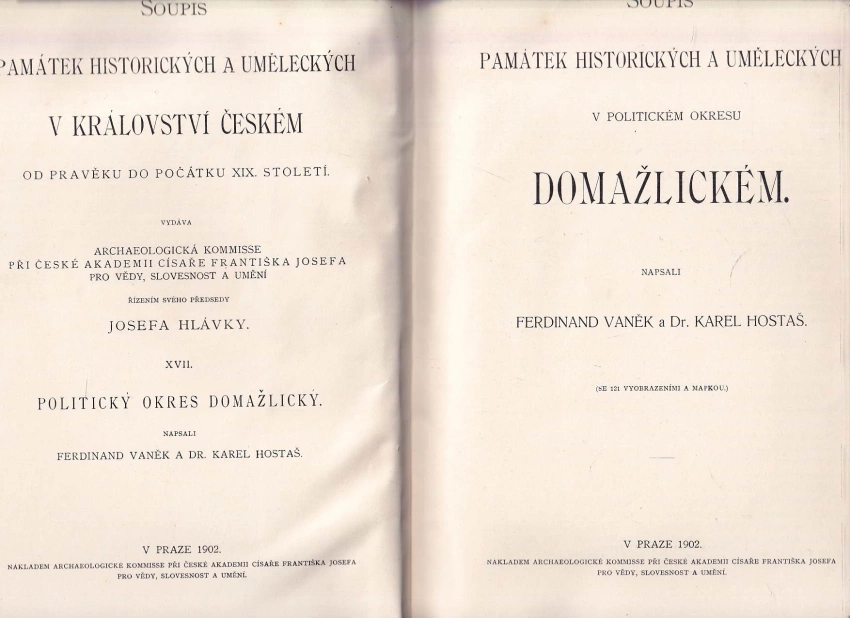 SOUPIS
PAMÁTEK HISTORICKÝCH A UMĚLECKÝCH
V KRÁLOVSTVÍ ČESKÉM
OD PRAVĚKU DO POČÁTKU XIX. STOLETÍ.
VYDÁVA
ARCHAEOLOGICKÁ KOMMISSE
PŘI ČESKÉ AKADEMII CÍSAŘE FRANTIŠKA JOSEFA
PRO VĚDY, SLOVESNOST A UMĚNÍ
ŘÍZENÍM SVÉHO PŘEDSEDY
JOSEFA HLÁVKY.
XVII.
POLITICKÝ OKRES DOMAŽLICKÝ.
NAPSALI
FERDINAND VANĚK A DR. KAREL HOSTAŠ.
V PRAZE 1902.
NAKLADEM ARCHAEOLOGICKÉ KOMMISSE PŘI ČESKÉ AKADEMII CÍSAŘE FRANTIŠKA JOSEFA
PRO VĚDY, SLOVESNOST A UMĚNÍ.
SOUPIS
PAMÁTEK HISTORICKÝCH A UMĚLECKÝCH
V POLITICKÉM OKRESU
DOMAŽLICKÉM.
NAPSALI
FERDINAND VANĚK a Dr. KAREL HOSTAŠ.
(SE 121 VYOBRAZENÍMI A MAPKOU.)
V PRAZE 1902.
NAKLADEM ARCHAEOLOGICKÉ KOMMISSE PŘI ČESKÉ AKADEMII CÍSAŘE FRANTIŠKA JOSEFA
PRO VĚDY, SLOVESNOST A UMĚNÍ.